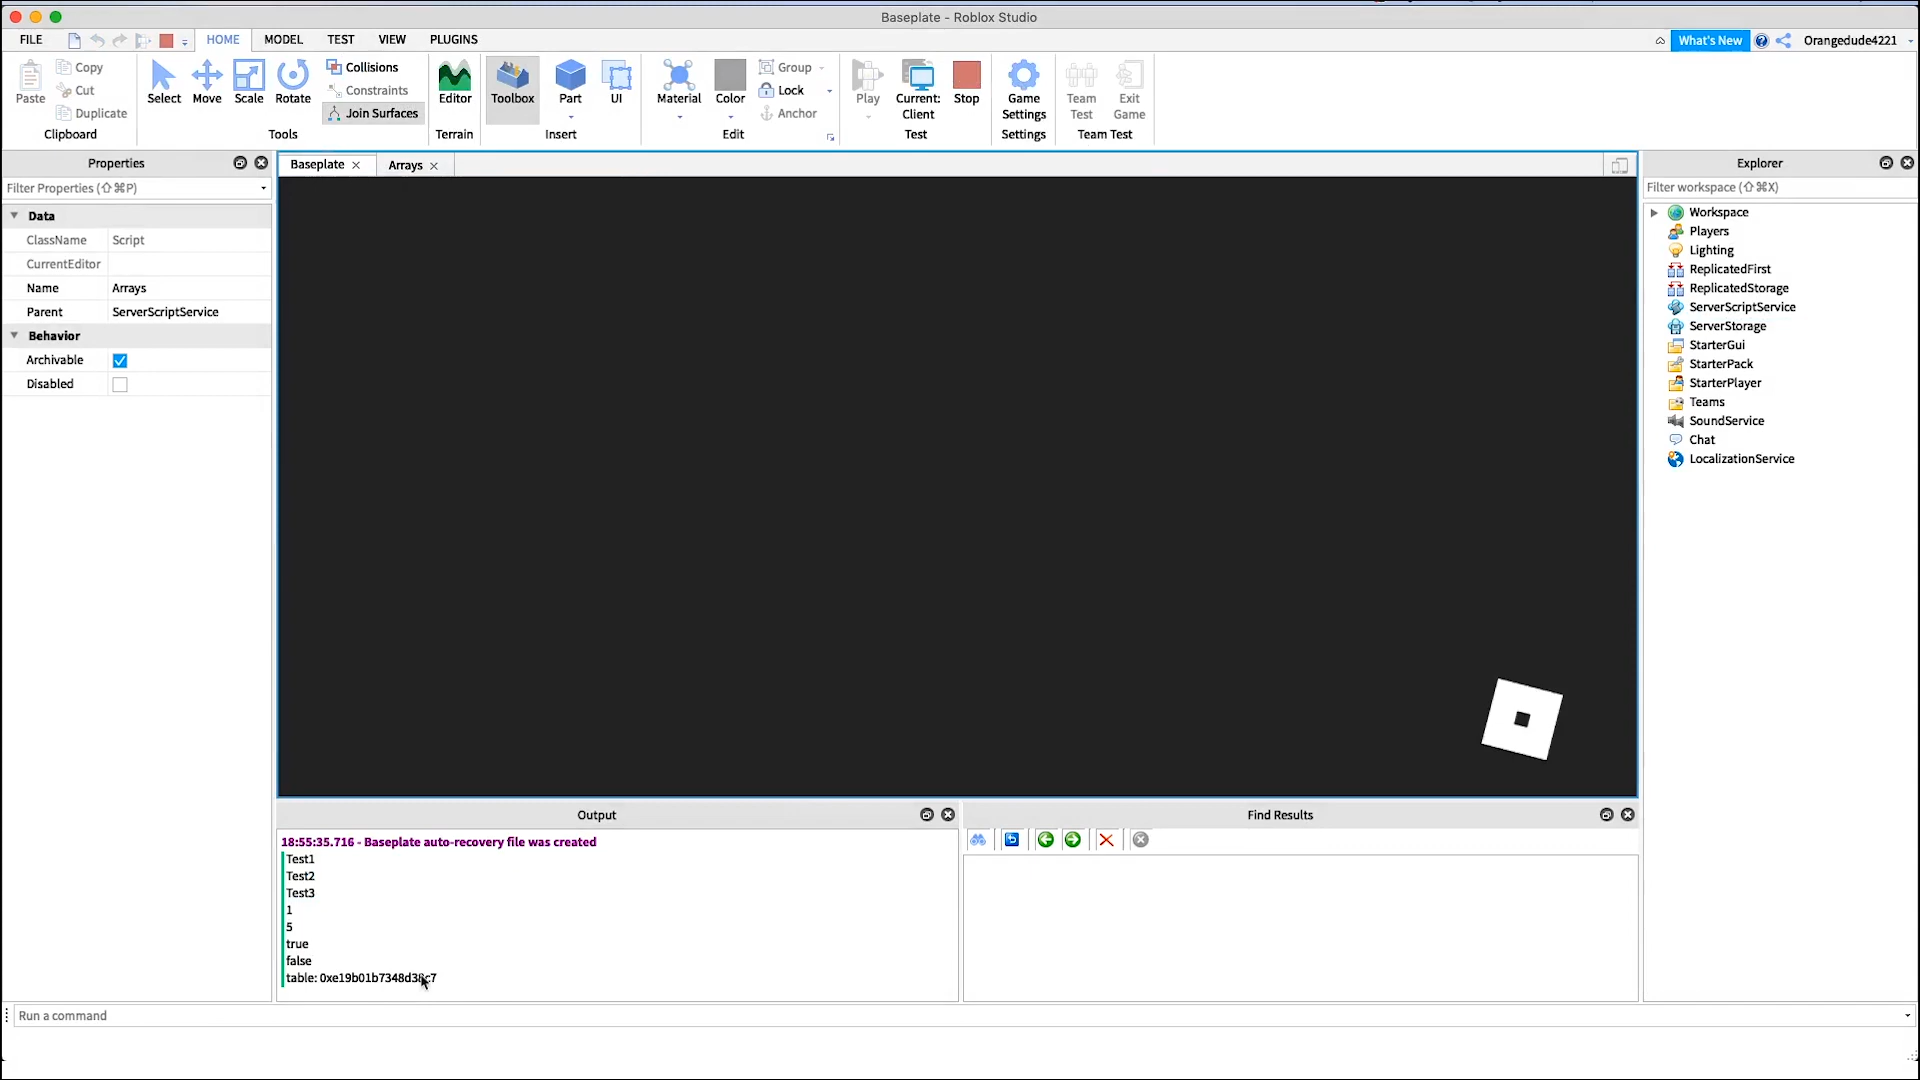 Baseplate - Roblox Studio
FILE HOME MODEL TEST VIEW PLUGINS What's New Orangedude4221
Paste Copy Cut Duplicate Clipboard
Select Move Scale Rotate Collisions Constraints Join Surfaces Tools
Editor Terrain
Toolbox Part UI Insert
Material Color Group Lock Anchor Edit
Play Current: Client Stop Test
Game Settings Settings
Team Test Exit Game Team Test
Properties
Filter Properties (⇧⌘P)
Data
ClassName Script
CurrentEditor
Name Arrays
Parent ServerScriptService
Behavior
Archivable
Disabled
Baseplate Arrays
Explorer
Filter workspace (⇧⌘X)
Workspace
Players
Lighting
ReplicatedFirst
ReplicatedStorage
ServerScriptService
ServerStorage
StarterGui
StarterPack
StarterPlayer
Teams
SoundService
Chat
LocalizationService
Output
18:55:35.716 - Baseplate auto-recovery file was created
Test1
Test2
Test3
1
5
true
false
table:
Find Results
Run a command